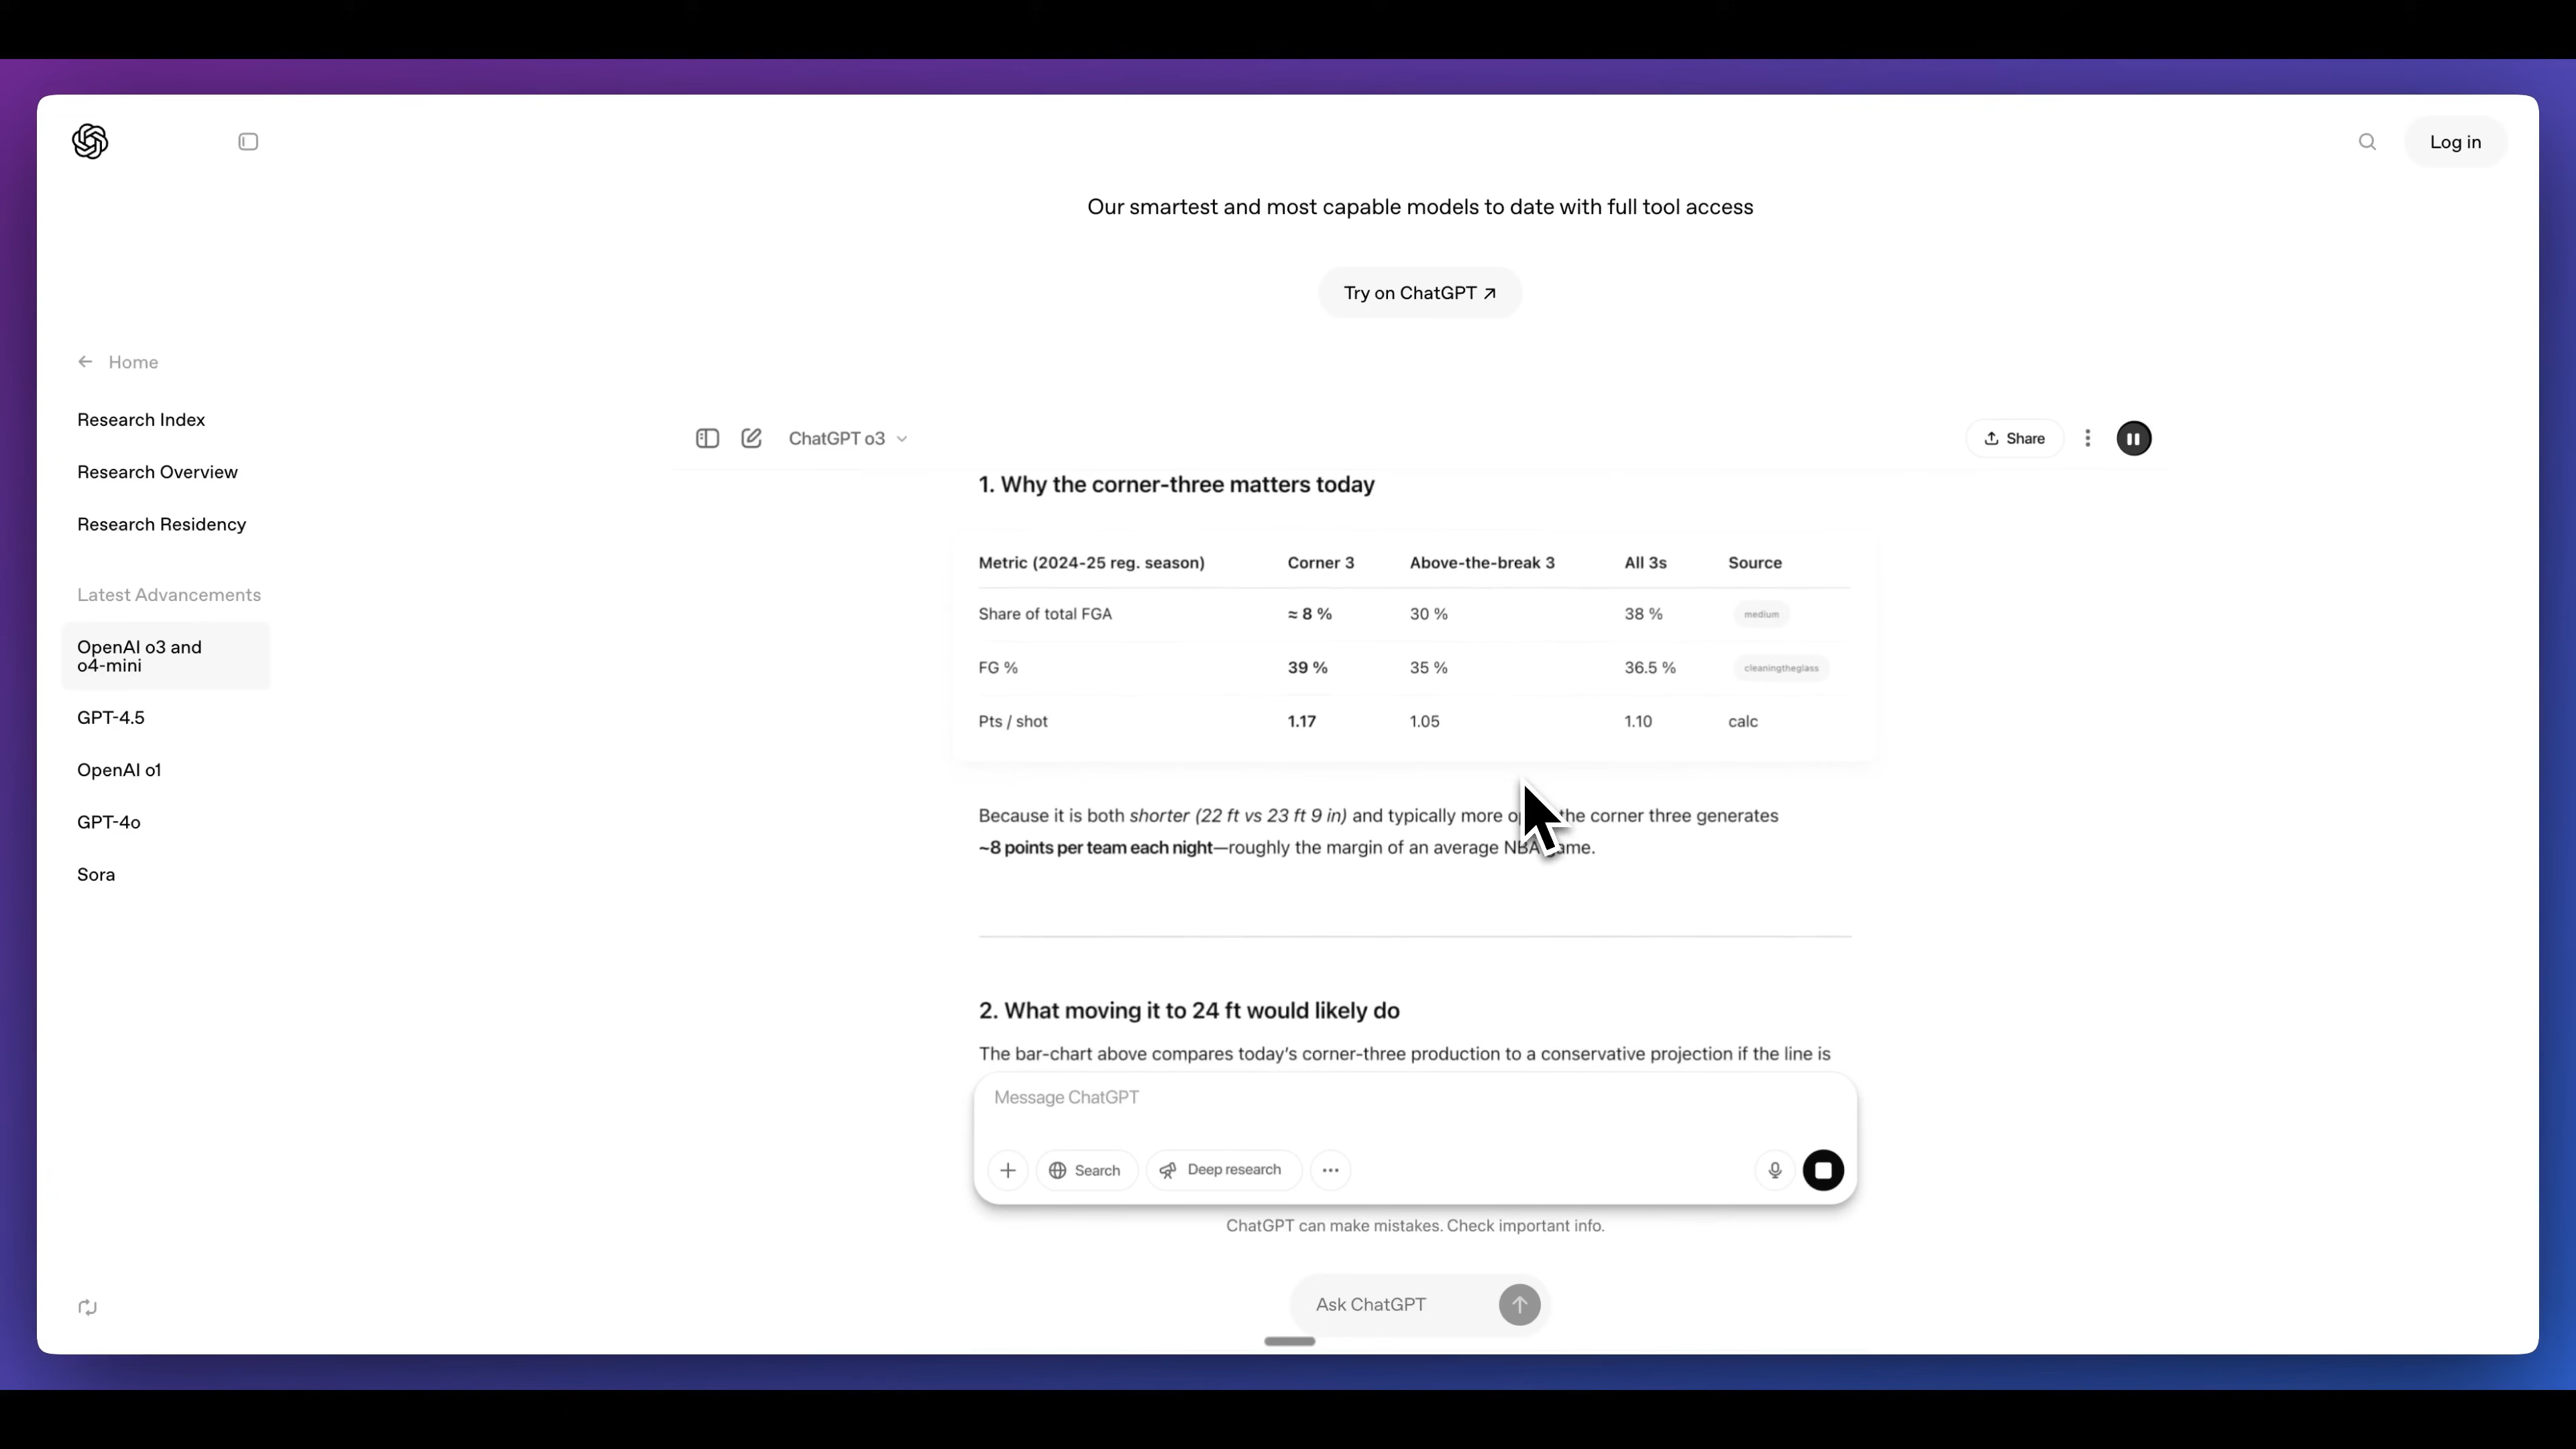 Log in
Our smartest and most capable models to date with full tool access
Try on ChatGPT ↗
← Home
Research Index
Research Overview
Research Residency
Latest Advancements
OpenAI o3 and
o4-mini
GPT-4.5
OpenAI o1
GPT-4o
Sora
ChatGPT o3
Share
1. Why the corner-three matters today
Metric (2024-25 reg. season) Corner 3 Above-the-break 3 All 3s Source
Share of total FGA ≈ 8 % 30 % 38 % medium
FG % 39 % 35 % 36.5 % cleaningtheglass
Pts / shot 1.17 1.05 1.10 calc
Because it is both shorter (22 ft vs 23 ft 9 in) and typically more the corner three generates
~8 points per team each night—roughly the margin of an average NBA game.
2. What moving it to 24 ft would likely do
The bar-chart above compares today's corner-three production to a conservative projection if the line is
Message ChatGPT
Search Deep research
ChatGPT can make mistakes. Check important info.
Ask ChatGPT